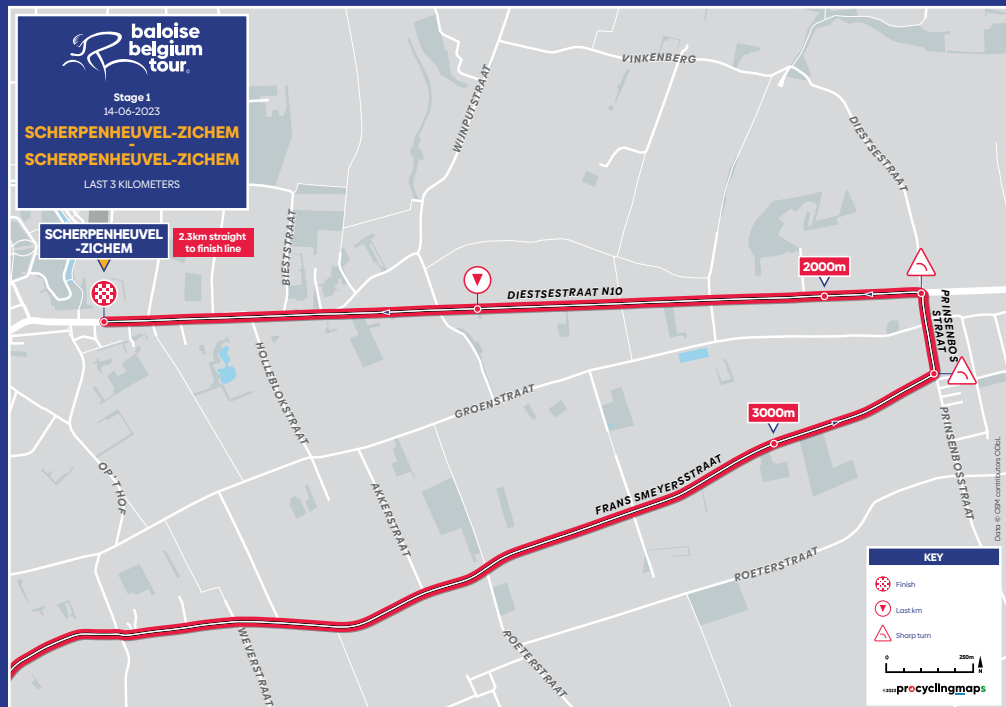 baloise
belgium
tour
Stage 1
14-06-2023
SCHERPENHEUVEL-ZICHEM
-
SCHERPENHEUVEL-ZICHEM
LAST 3 KILOMETERS
SCHERPENHEUVEL
-ZICHEM
2.3km straight
to finish line
VINKENBERG
WIJNPUTSTRAAT
DIESTSESTRAAT
BIESTSTRAAT
2000m
DIESTSESTRAAT N10
PRINSENBOS
STRAAT
HOLLEBLOKSTRAAT
GROENSTRAAT
3000m
PRINSENBOSSTRAAT
OP 'T HOF
AKKERSTRAAT
FRANS SMEYERSSTRAAT
ROETERSTRAAT
WEVERSTRAAT
ROETERSTRAAT
Data © OSM contributors ODbL
KEY
Finish
Last km
Sharp turn
0 250m
N
©2023 procyclingmaps